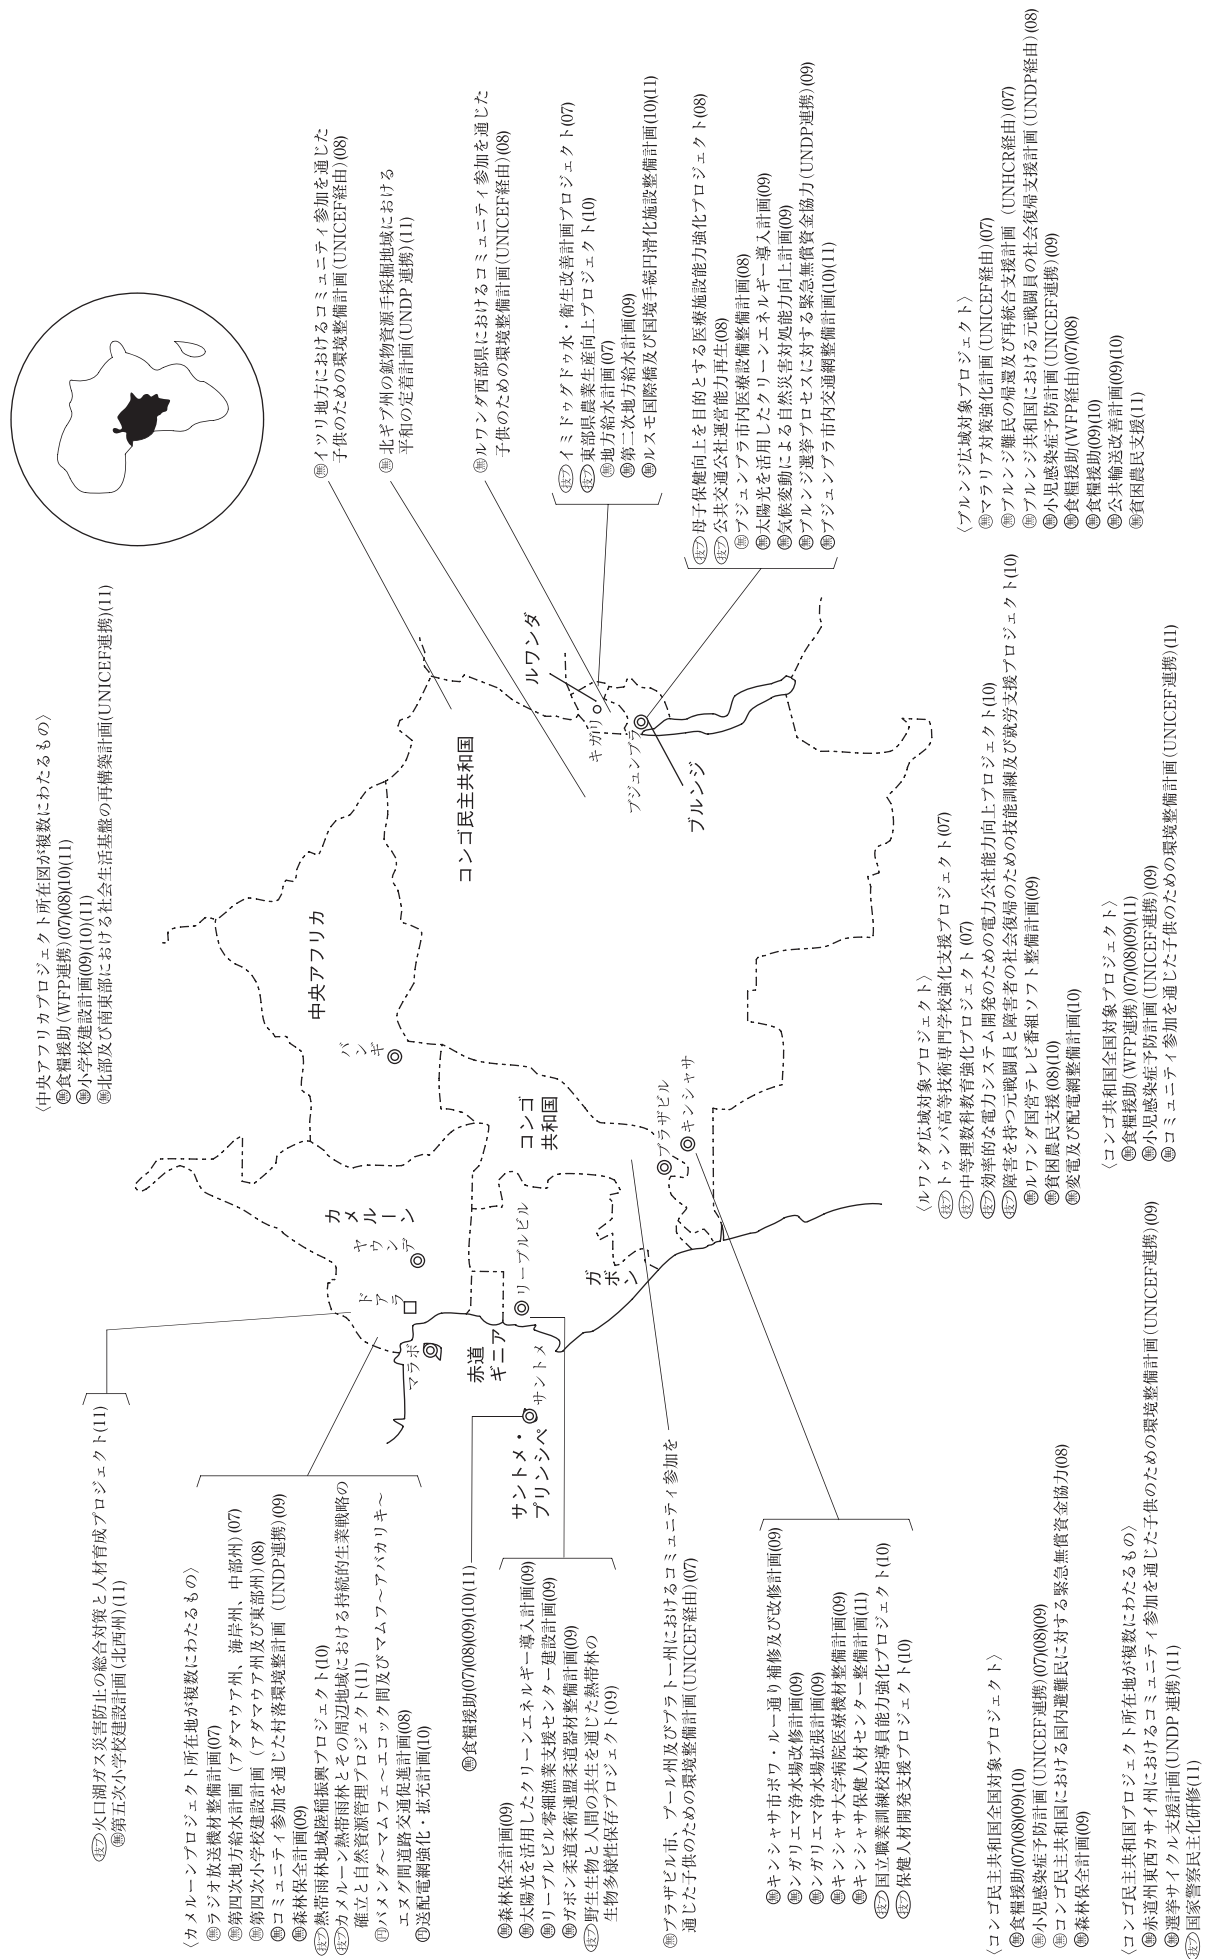 〈中央アフリカプロジェクト所在図が複数にわたるもの〉
㊬食糧援助（WFP連携）(07)(08)(10)(11)
㊬小学校建設計画(09)(10)(11)
㊬北部及び南東部における社会生活基盤の再構築計画(UNICEF連携)(11)
㊬イツリ地方におけるコミュニティ参加を通じた
子供のための環境整備計画(UNICEF経由)(08)
㊬北キブ州の鉱物資源手採掘地域における
平和の定着計画(UNDP 連携)(11)
㊬ルワンダ西部県におけるコミュニティ参加を通じた
子供のための環境整備計画(UNICEF経由)(08)
技プ イミドゥグドゥ水・衛生改善計画プロジェクト(07)
技プ 東部県農業生産向上プロジェクト(10)
㊬地方給水計画(07)
㊬第二次地方給水計画(09)
㊬ルスモ国際橋及び国境手続円滑化施設整備計画(10)(11)
技プ 母子保健向上を目的とする医療施設能力強化プロジェクト(08)
技プ 公共交通公社運営能力再生(08)
㊬ブジュンブラ市内医療設備整備計画(08)
㊬太陽光を活用したクリーンエネルギー導入計画(09)
㊬気候変動による自然災害対処能力向上計画(09)
㊬ブルンジ選挙プロセスに対する緊急無償資金協力（UNDP連携）(09)
㊬ブジュンブラ市内交通網整備計画(10)(11)
〈ブルンジ広域対象プロジェクト〉
㊬マラリア対策強化計画（UNICEF経由）(07)
㊬ブルンジ難民の帰還及び再統合支援計画（UNHCR経由）(07)
㊬ブルンジ共和国における元戦闘員の社会復帰支援計画（UNDP経由）(08)
㊬小児感染症予防計画（UNICEF連携）(09)
㊬食糧援助(WFP経由)(07)(08)
㊬食糧援助(09)(10)
㊬公共輸送改善計画(09)(10)
㊬貧困農民支援(11)
中央アフリカ
バンギ
カメルーン
ヤウンデ
ドアラ
マラボ
赤道
ギニア
リーブルビル
ガボン
サントメ
サントメ・
プリンシペ
コンゴ
共和国
ブラザビル
キンシャサ
コンゴ民主共和国
ルワンダ
キガリ
ブジュンブラ
ブルンジ
技プ 火口湖ガス災害防止の総合対策と人材育成プロジェクト(11)
㊬第五次小学校建設計画(北西州)(11)
〈カメルーンプロジェクト所在地が複数にわたるもの〉
㊬ラジオ放送機材整備計画(07)
㊬第四次地方給水計画（アダマウア州、海岸州、中部州）(07)
㊬第四次小学校建設計画（アダマウア州及び東部州）(08)
㊬コミュニティ参加を通じた村落環境整計画（UNDP連携）(09)
㊬森林保全計画(09)
技プ 熱帯雨林地域陸稲振興プロジェクト(10)
技プ カメルーン熱帯雨林とその周辺地域における持続的生業戦略の
確立と自然資源管理プロジェクト(11)
円 バメンダ～マムフェ～エコック間及びマムフ～アバカリキ～
エヌグ間道路交通促進計画(08)
円 送配電網強化・拡充計画(10)
㊬食糧援助(07)(08)(09)(10)(11)
㊬森林保全計画(09)
㊬太陽光を活用したクリーンエネルギー導入計画(09)
㊬リーブルビル零細漁業支援センター建設計画(09)
㊬ガボン柔道柔術連盟柔道器材整備計画(09)
技プ 野生生物と人間の共生を通じた熱帯林の
生物多様性保存プロジェクト(09)
㊬ブラザビル市、プール州及びプラトー州におけるコミュニティ参加を
通じた子供のための環境整備計画(UNICEF経由)(07)
㊬キンシャサ市ポワ・ルー通り補修及び改修計画(09)
㊬ンガリエマ浄水場改修計画(09)
㊬ンガリエマ浄水場拡張計画(09)
㊬キンシャサ大学病院医療機材整備計画(09)
㊬キンシャサ保健人材センター整備計画(11)
技プ 国立職業訓練校指導員能力強化プロジェクト(10)
技プ 保健人材開発支援プロジェクト(10)
〈ルワンダ広域対象プロジェクト〉
技プ トゥンバ高等技術専門学校強化支援プロジェクト(07)
技プ 中等理数科教育強化プロジェクト(07)
技プ 効率的な電力システム開発のための電力公社能力向上プロジェクト(10)
技プ 障害を持つ元戦闘員と障害者の社会復帰のための技能訓練及び就労支援プロジェクト(10)
㊬ルワンダ国営テレビ番組ソフト整備計画(09)
㊬貧困農民支援(08)(10)
㊬変電及び配電網整備計画(10)
〈コンゴ共和国全国対象プロジェクト〉
㊬食糧援助（WFP連携）(07)(08)(09)(11)
㊬小児感染症予防計画(UNICEF連携)(09)
㊬コミュニティ参加を通じた子供のための環境整備計画（UNICEF連携）(11)
〈コンゴ民主共和国全国対象プロジェクト〉
㊬食糧援助(07)(08)(09)(10)
㊬小児感染症予防計画（UNICEF連携）(07)(08)(09)
㊬コンゴ民主共和国における国内避難民に対する緊急無償資金協力(08)
㊬森林保全計画(09)
コンゴ民主共和国プロジェクト所在地が複数にわたるもの〉
㊬赤道州東西カサイ州におけるコミュニティ参加を通じた子供のための環境整備計画（UNICEF連携）(09)
㊬選挙サイクル支援計画(UNDP 連携)(11)
技プ 国家警察民主化研修(11)